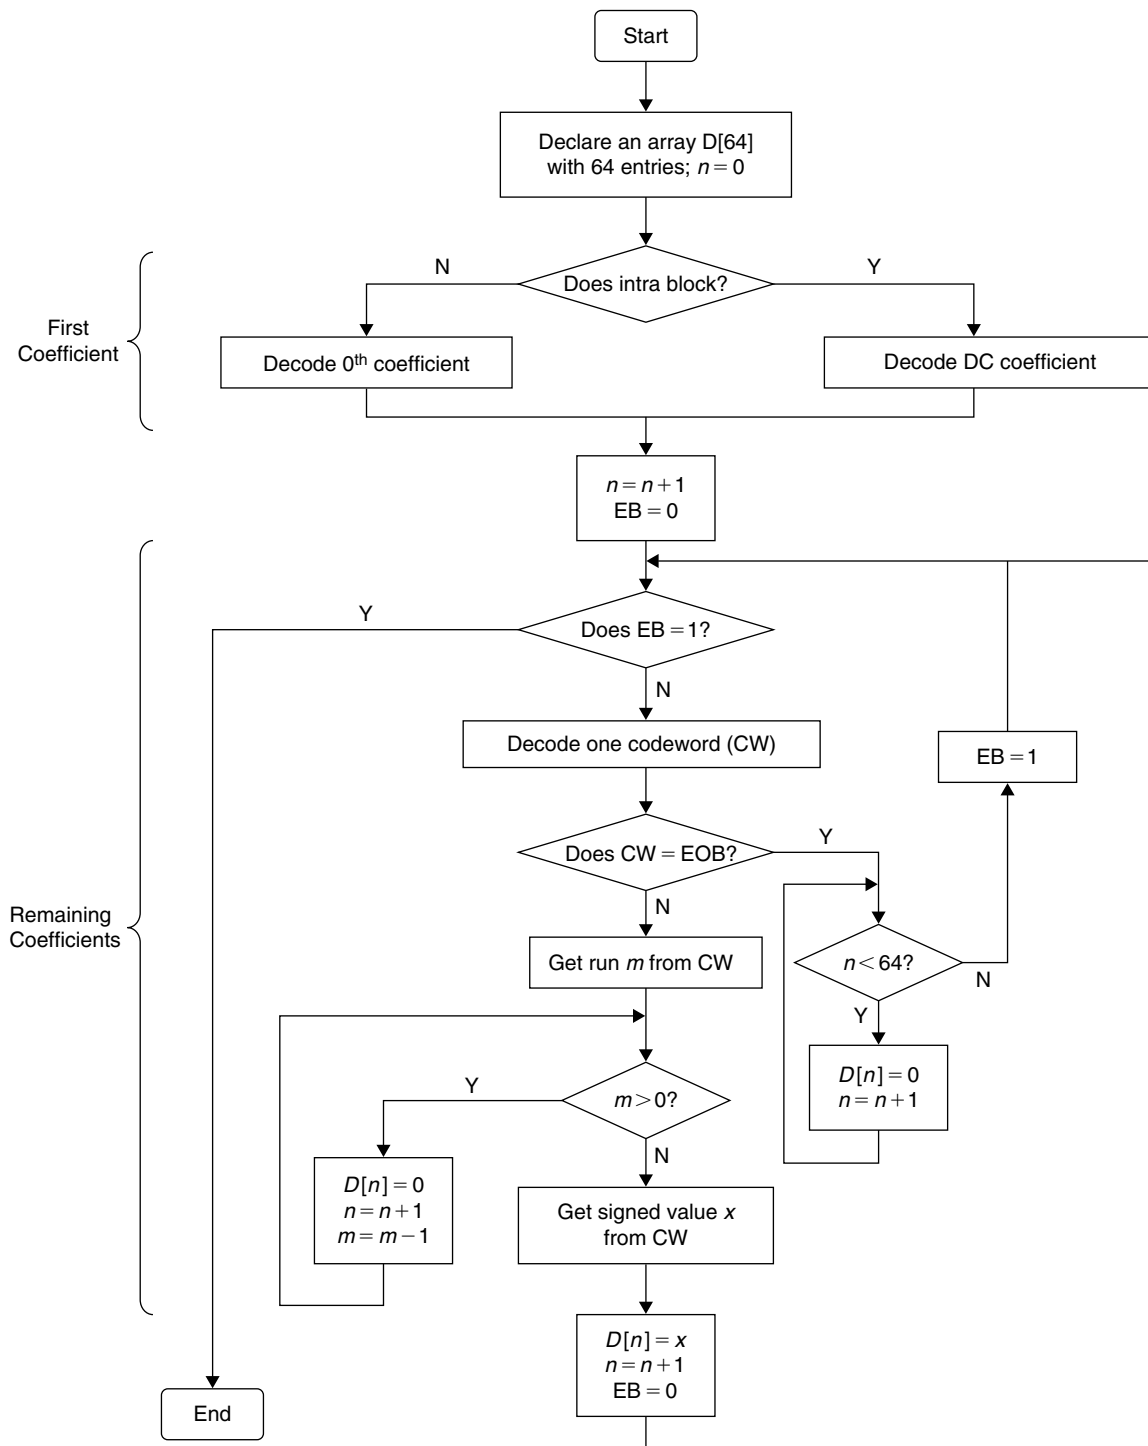 Start
Declare an array D[64]
with 64 entries; n = 0
N
Does intra block?
Y
First
Coefficient
Decode 0th coefficient
Decode DC coefficient
n = n + 1
EB = 0
Y
Does EB = 1?
N
Decode one codeword (CW)
EB = 1
Does CW = EOB?
Y
N
Remaining
Coefficients
Get run m from CW
n < 64?
N
Y
D[n] = 0
n = n + 1
Y
m > 0?
N
D[n] = 0
n = n + 1
m = m − 1
Get signed value x
from CW
D[n] = x
n = n + 1
EB = 0
End